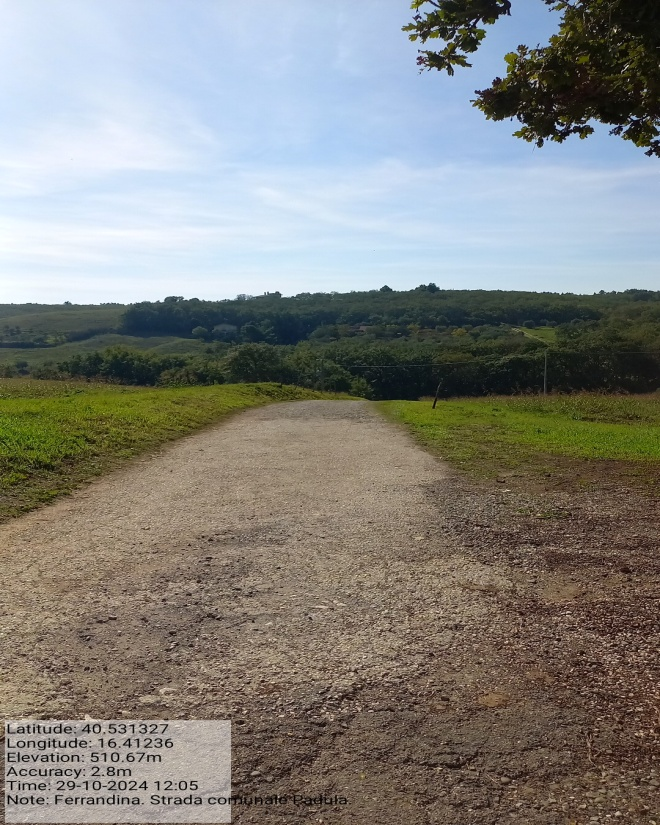 Latitude: 40.531327
Longitude: 16.41236
Elevation: 510.67m
Accuracy: 2.8m
Time: 29-10-2024 12:05
Note: Ferrandina. Strada comunale Padula